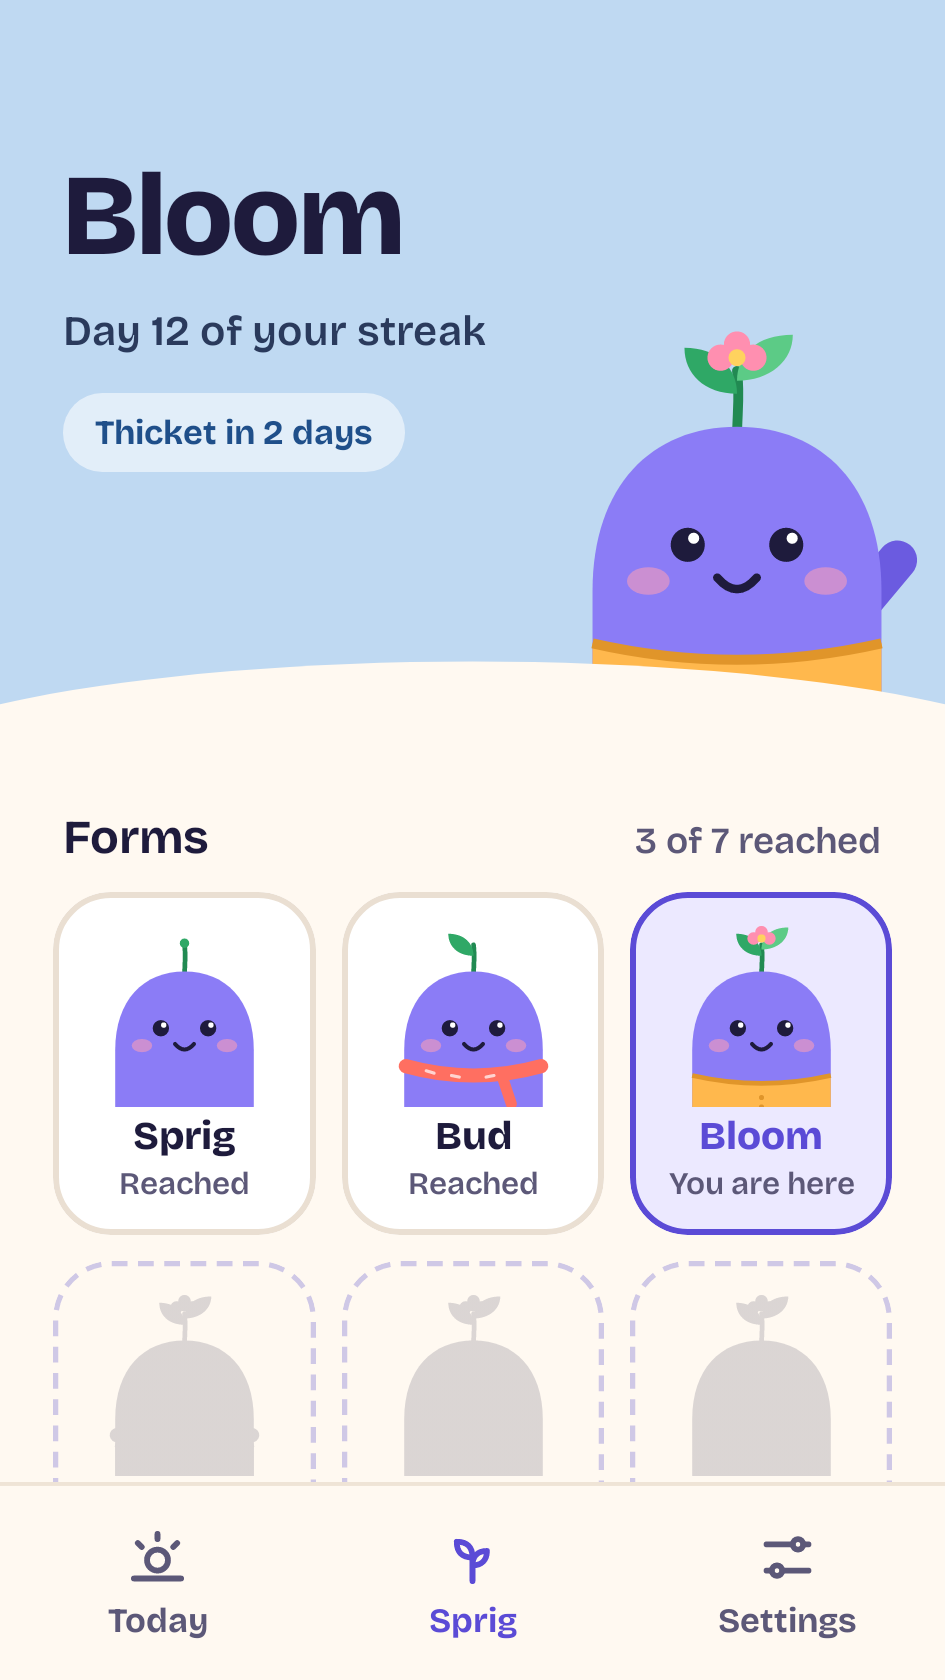 Bloom
Day 12 of your streak
Thicket in 2 days
Forms
3 of 7 reached
Sprig
Reached
Bud
Reached
Bloom
You are here
Today
Sprig
Settings